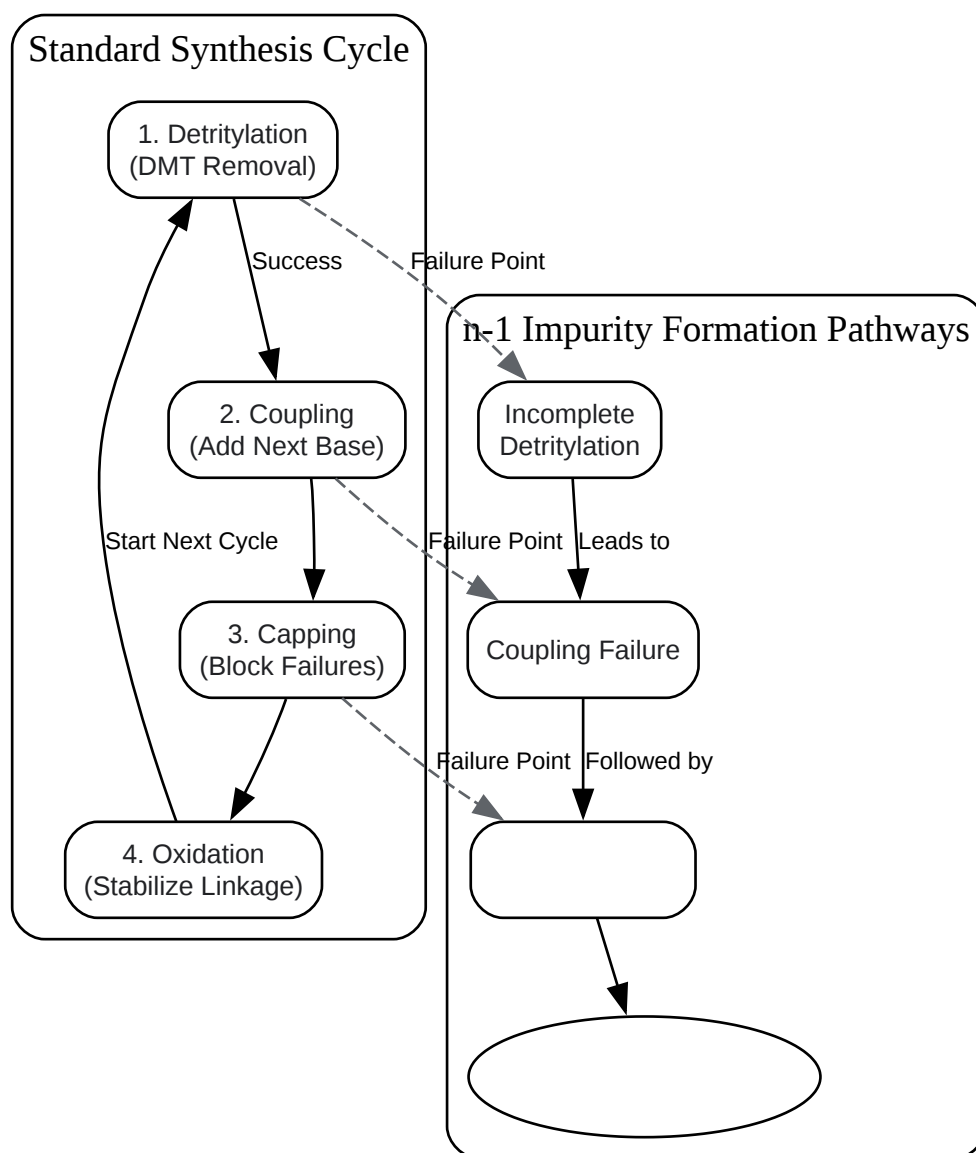 Standard Synthesis Cycle
1. Detritylation
(DMT Removal)
Success
Failure Point
n-1 Impurity Formation Pathways
2. Coupling
(Add Next Base)
Incomplete
Detritylation
Start Next Cycle
Failure Point
Leads to
3. Capping
(Block Failures)
Coupling Failure
Failure Point
Followed by
4. Oxidation
(Stabilize Linkage)